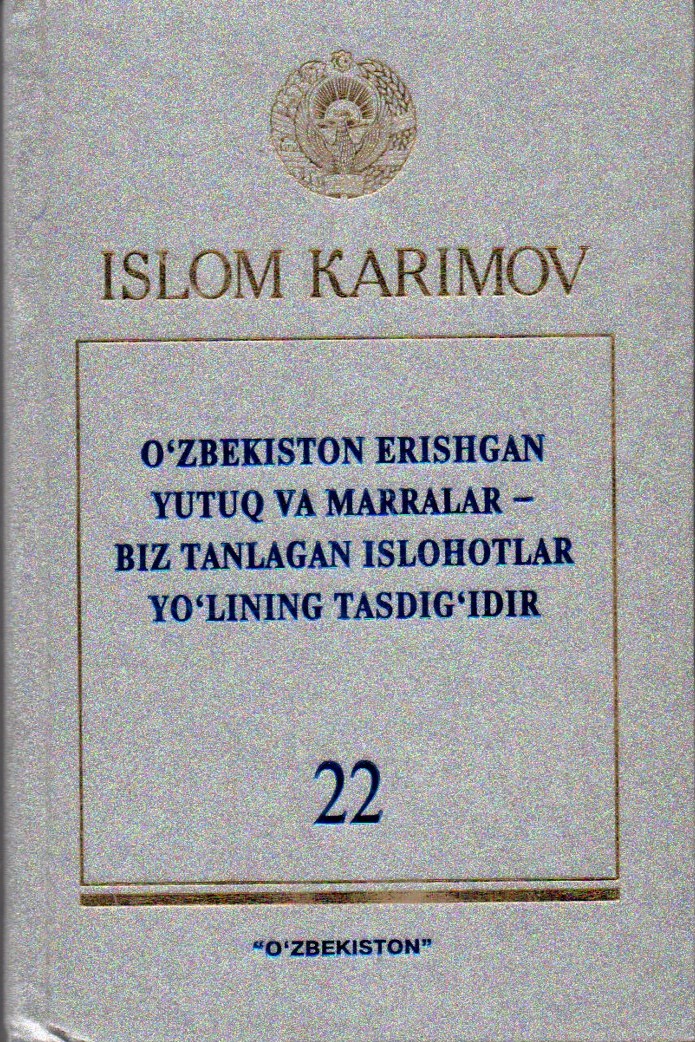 ISLOM KARIMOV
O‘ZBEKISTON ERISHGAN
YUTUQ VA MARRALAR –
BIZ TANLAGAN ISLOHOTLAR
YO‘LINING TASDIG‘IDIR
22
“O‘ZBEKISTON”